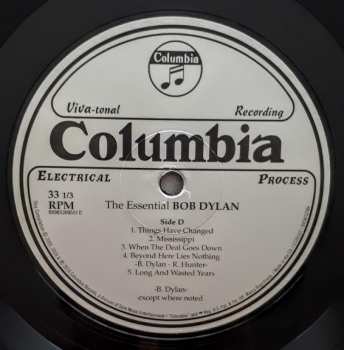 Columbia
Viva-tonal Recording
Columbia
ELECTRICAL PROCESS
33 1/3
RPM
The Essential BOB DYLAN
Side D
1. Things Have Changed
2. Mississippi
3. When The Deal Goes Down
4. Beyond Here Lies Nothing
-B. Dylan - R. Hunter-
5. Long And Wasted Years
-B. Dylan-
except where noted